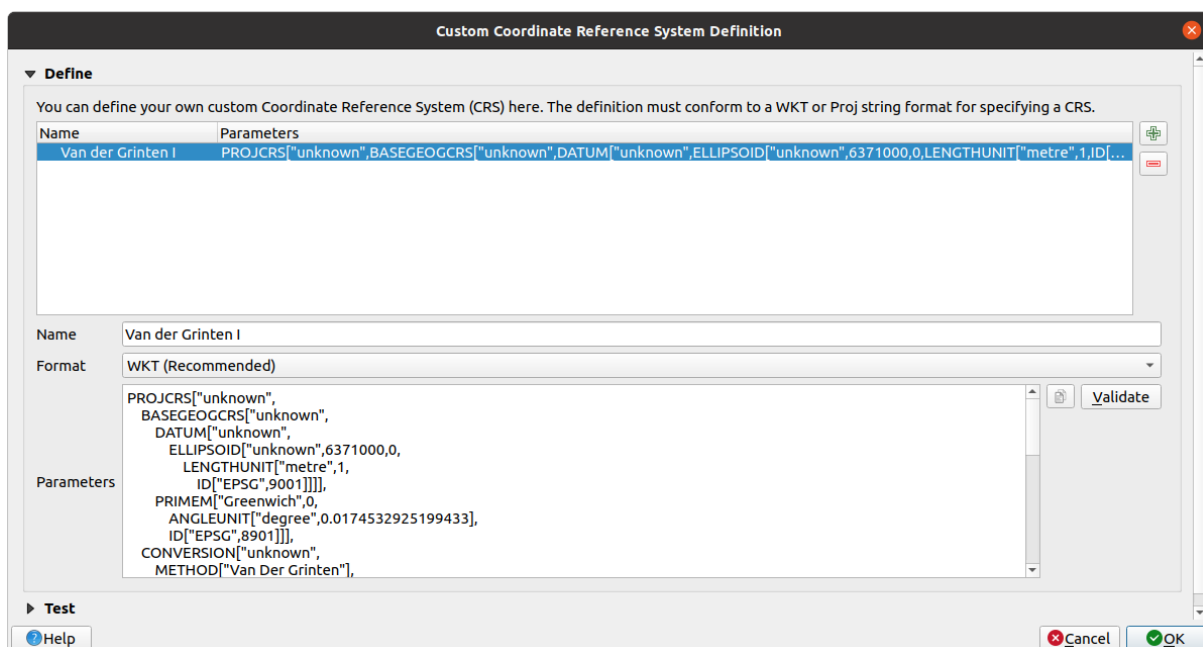 Custom Coordinate Reference System Definition
Define
You can define your own custom Coordinate Reference System (CRS) here. The definition must conform to a WKT or Proj string format for specifying a CRS.
Name Parameters
Van der Grinten I PROJCRS["unknown",BASEGEOGCRS["unknown",DATUM["unknown",ELLIPSOID["unknown",6371000,0,LENGTHUNIT["metre",1,ID[...
Name Van der Grinten I
Format WKT (Recommended)
PROJCRS["unknown",
BASEGEOGCRS["unknown",
DATUM["unknown",
ELLIPSOID["unknown",6371000,0,
LENGTHUNIT["metre",1,
ID["EPSG",9001]]]],
PRIMEM["Greenwich",0,
ANGLEUNIT["degree",0.0174532925199433],
ID["EPSG",8901]]],
CONVERSION["unknown",
METHOD["Van Der Grinten"],
Parameters
Validate
Test
Help
Cancel
OK